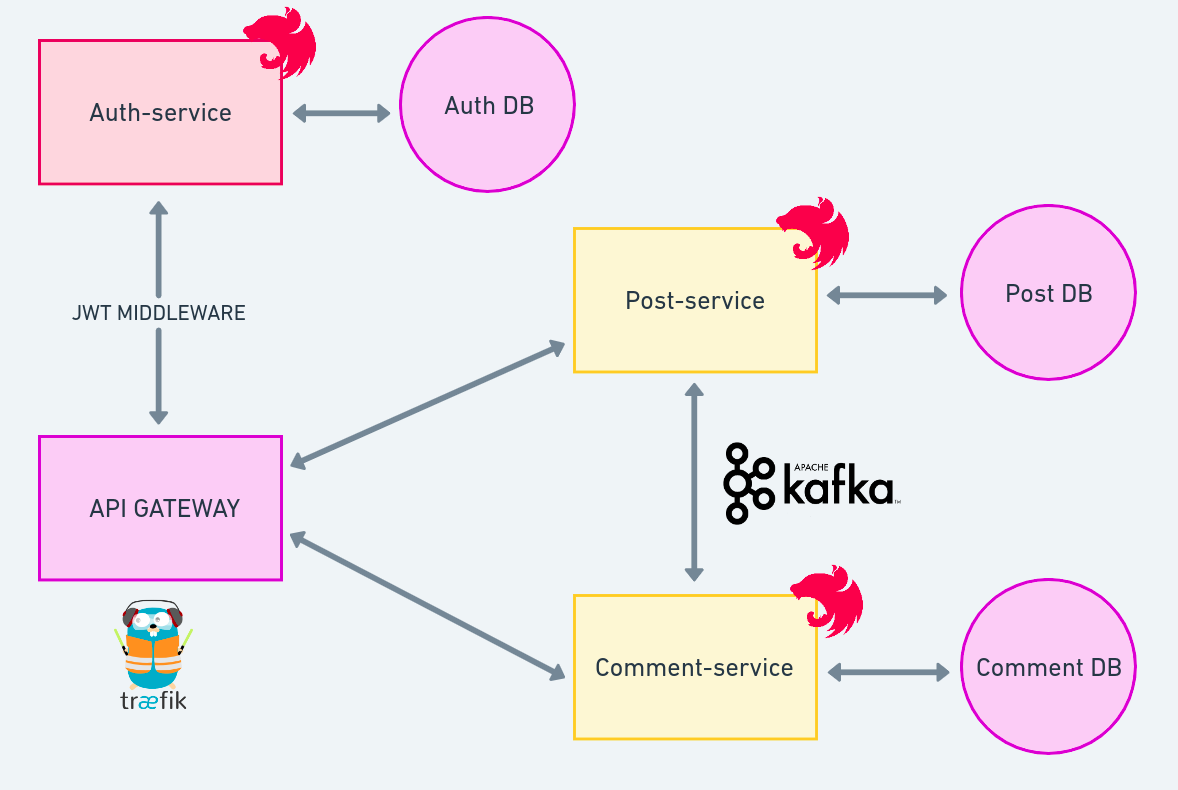 Auth-service
Auth DB
JWT MIDDLEWARE
Post-service
Post DB
APACHE
kafka
TM
API GATEWAY
Comment-service
Comment DB
træfik